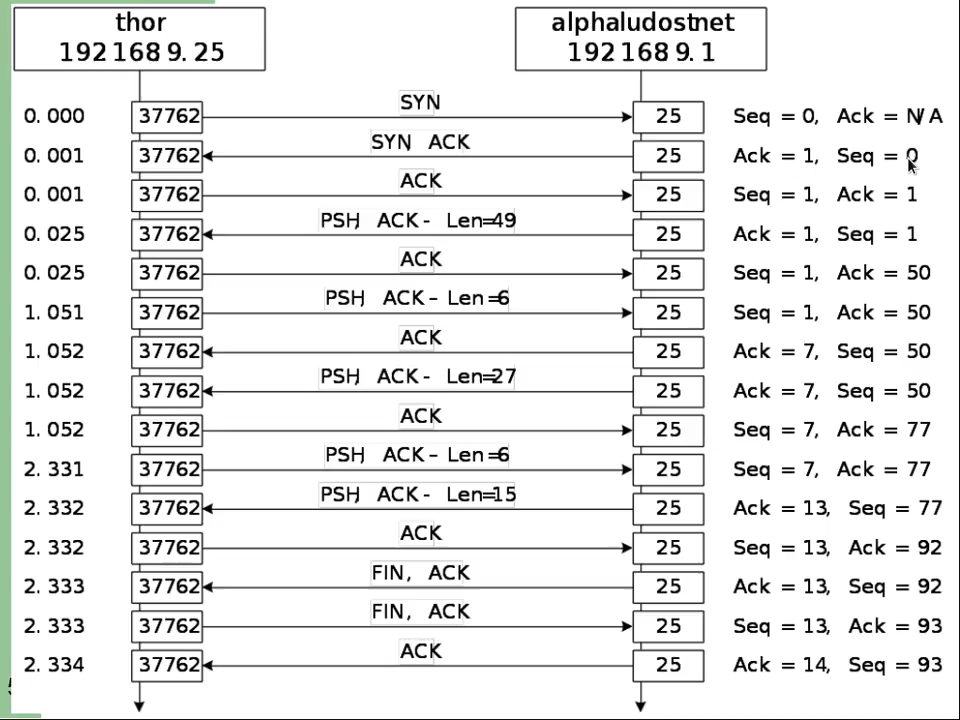 thor
192 168 9. 25
alphaludostnet
192 168 9. 1
SYN
0. 000 37762 25 Seq = 0, Ack = N/A
SYN, ACK
0. 001 37762 25 Ack = 1, Seq = 0
ACK
0. 001 37762 25 Seq = 1, Ack = 1
PSH, ACK - Len=49
0. 025 37762 25 Ack = 1, Seq = 1
ACK
0. 025 37762 25 Seq = 1, Ack = 50
PSH, ACK - Len=6
1. 051 37762 25 Seq = 1, Ack = 50
ACK
1. 052 37762 25 Ack = 7, Seq = 50
PSH, ACK - Len=27
1. 052 37762 25 Ack = 7, Seq = 50
ACK
1. 052 37762 25 Seq = 7, Ack = 77
PSH, ACK - Len=6
2. 331 37762 25 Seq = 7, Ack = 77
PSH, ACK - Len=15
2. 332 37762 25 Ack = 13, Seq = 77
ACK
2. 332 37762 25 Seq = 13, Ack = 92
FIN, ACK
2. 333 37762 25 Ack = 13, Seq = 92
FIN, ACK
2. 333 37762 25 Seq = 13, Ack = 93
ACK
2. 334 37762 25 Ack = 14, Seq = 93